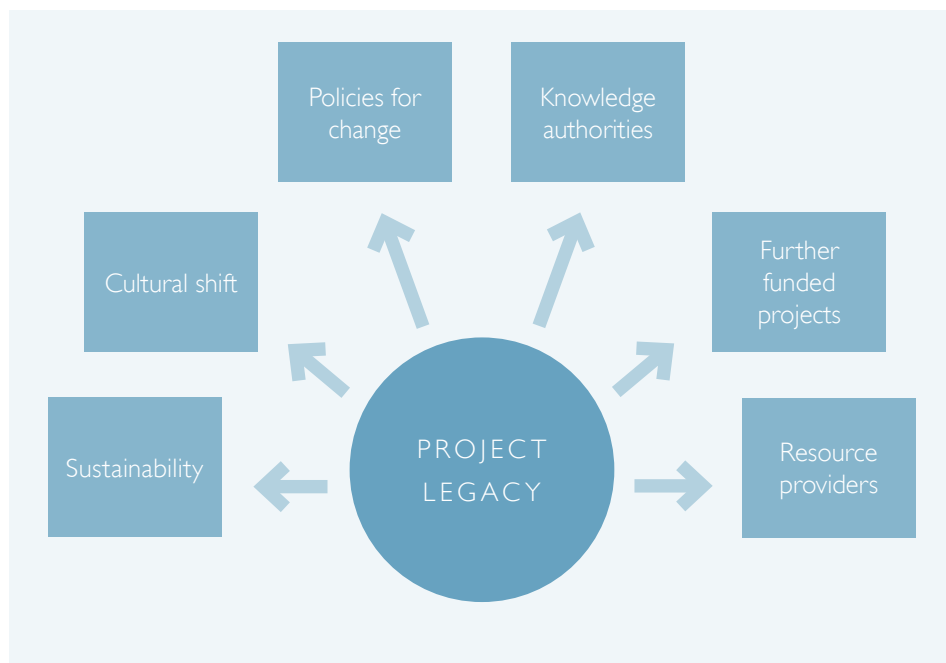 Policies for
change
Knowledge
authorities
Cultural shift
Further
funded
projects
Sustainability
PROJECT
LEGACY
Resource
providers